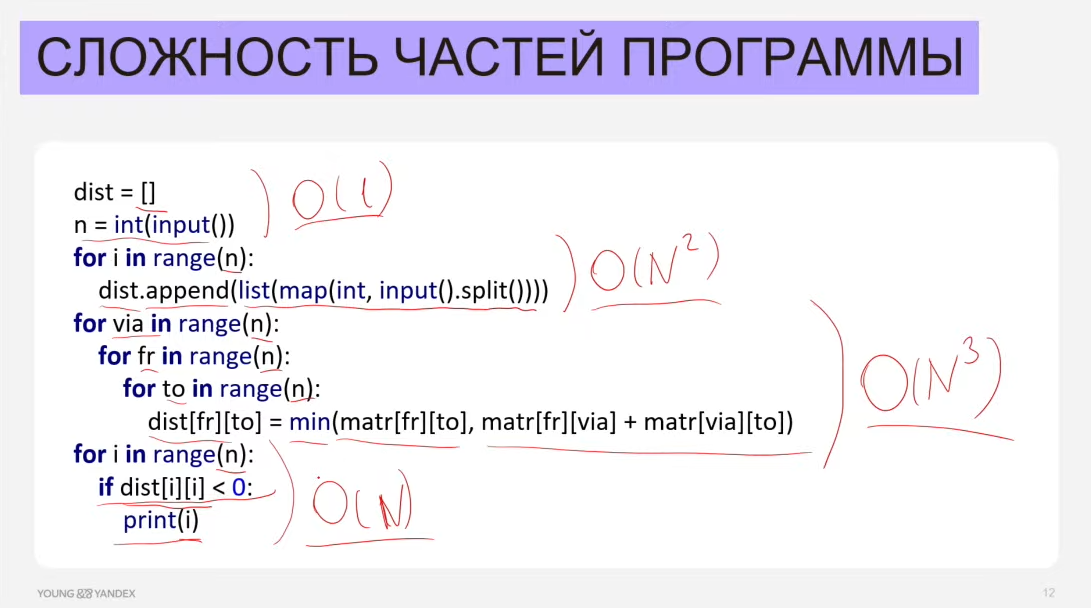 СЛОЖНОСТЬ ЧАСТЕЙ ПРОГРАММЫ
dist = []
n = int(input())
O(1)
for i in range(n):
dist.append(list(map(int, input().split())))
O(N²)
for via in range(n):
for fr in range(n):
for to in range(n):
dist[fr][to] = min(matr[fr][to], matr[fr][via] + matr[via][to])
O(N³)
for i in range(n):
if dist[i][i] < 0:
print(i)
O(N)
YOUNG YANDEX
12